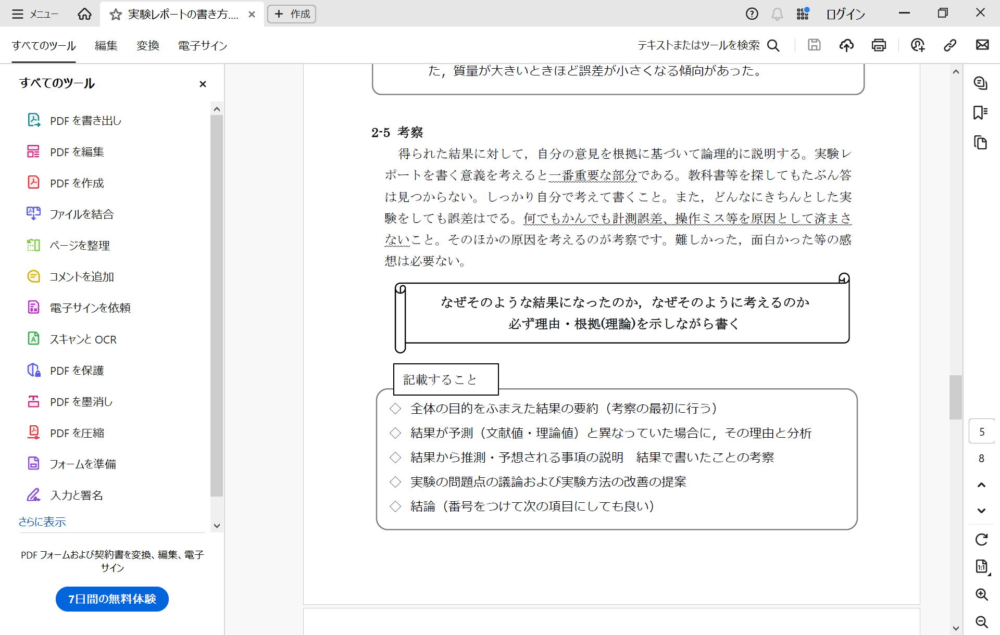 メニュー
実験レポートの書き方....
作成
ログイン
すべてのツール
編集
変換
電子サイン
テキストまたはツールを検索
すべてのツール
PDF を書き出し
PDF を編集
PDF を作成
ファイルを結合
ページを整理
コメントを追加
電子サインを依頼
スキャンと OCR
PDF を保護
PDF を墨消し
PDF を圧縮
フォームを準備
入力と署名
さらに表示
PDF フォームおよび契約書を変換、編集、電子
サイン
7日間の無料体験
た，質量が大きいときほど誤差が小さくなる傾向があった。
2-5 考察
得られた結果に対して，自分の意見を根拠に基づいて論理的に説明する。実験レ
ポートを書く意義を考えると一番重要な部分である。教科書等を探してもたぶん答
は見つからない。しっかり自分で考えて書くこと。また，どんなにきちんとした実
験をしても誤差はでる。何でもかんでも計測誤差、操作ミス等を原因として済まさ
ないこと。そのほかの原因を考えるのが考察です。難しかった，面白かった等の感
想は必要ない。
なぜそのような結果になったのか，なぜそのように考えるのか
必ず理由・根拠(理論)を示しながら書く
記載すること
◇ 全体の目的をふまえた結果の要約（考察の最初に行う）
◇ 結果が予測（文献値・理論値）と異なっていた場合に，その理由と分析
◇ 結果から推測・予想される事項の説明　結果で書いたことの考察
◇ 実験の問題点の議論および実験方法の改善の提案
◇ 結論（番号をつけて次の項目にしても良い）
5
8
1:1